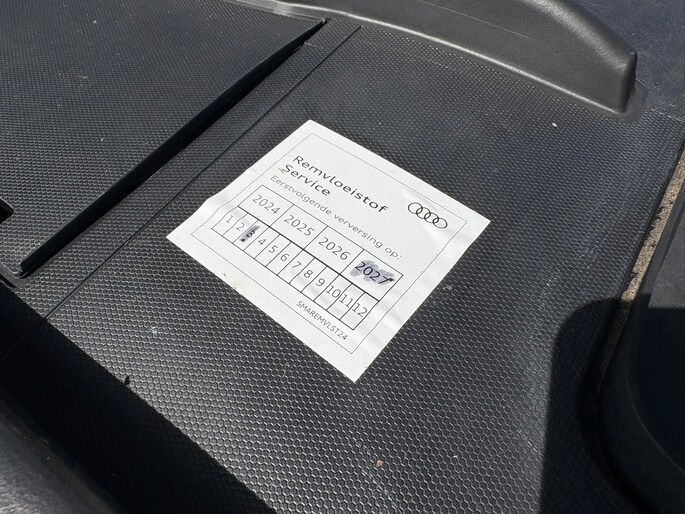 Remvloeistof
Service
Eerstvolgende verversing op:
2024 2025 2026 2027
1 2 3 4 5 6 7 8 9 10 11 12
SMAREMVLST24